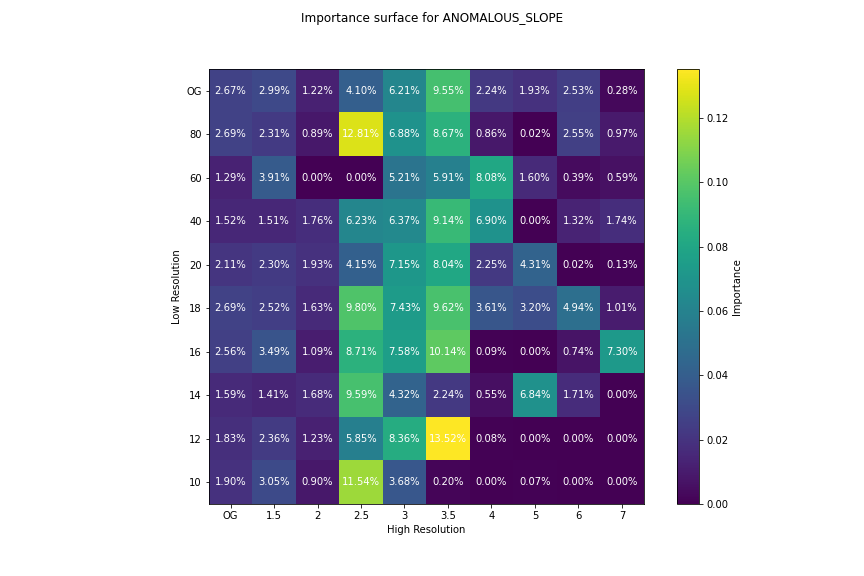 Importance surface for ANOMALOUS_SLOPE
OG 2.67% 2.99% 1.22% 4.10% 6.21% 9.55% 2.24% 1.93% 2.53% 0.28%
80 2.69% 2.31% 0.89% 12.81% 6.88% 8.67% 0.86% 0.02% 2.55% 0.97%
60 1.29% 3.91% 0.00% 0.00% 5.21% 5.91% 8.08% 1.60% 0.39% 0.59%
40 1.52% 1.51% 1.76% 6.23% 6.37% 9.14% 6.90% 0.00% 1.32% 1.74%
20 2.11% 2.30% 1.93% 4.15% 7.15% 8.04% 2.25% 4.31% 0.02% 0.13%
18 2.69% 2.52% 1.63% 9.80% 7.43% 9.62% 3.61% 3.20% 4.94% 1.01%
16 2.56% 3.49% 1.09% 8.71% 7.58% 10.14% 0.09% 0.00% 0.74% 7.30%
14 1.59% 1.41% 1.68% 9.59% 4.32% 2.24% 0.55% 6.84% 1.71% 0.00%
12 1.83% 2.36% 1.23% 5.85% 8.36% 13.52% 0.08% 0.00% 0.00% 0.00%
10 1.90% 3.05% 0.90% 11.54% 3.68% 0.20% 0.00% 0.07% 0.00% 0.00%
OG 1.5 2 2.5 3 3.5 4 5 6 7
High Resolution
Low Resolution
0.12
0.10
0.08
0.06
0.04
0.02
0.00
Importance